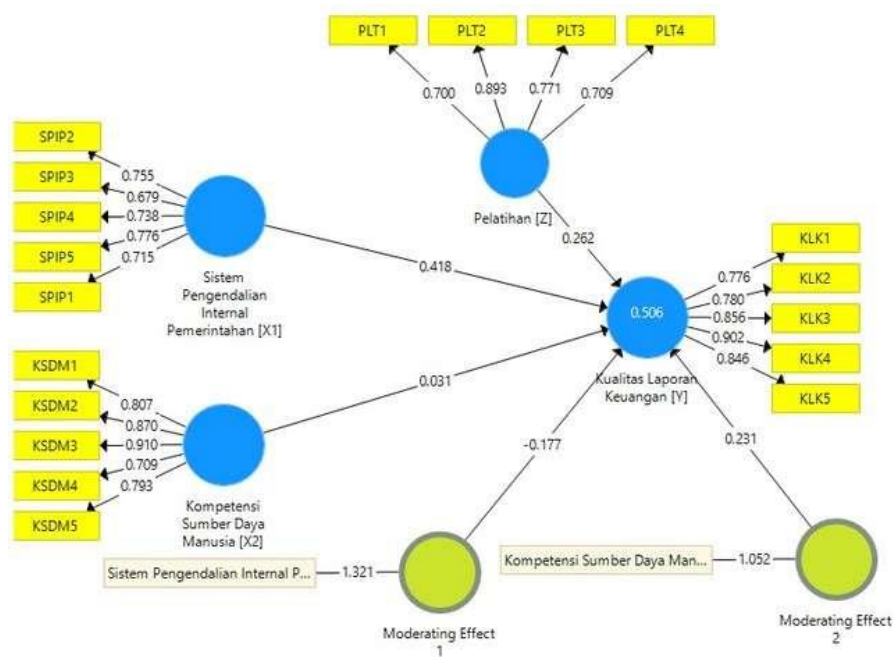 PLT1
PLT2
PLT3
PLT4
0.700
0.893
0.771
0.709
Pelatihan [Z]
0.262
SPIP2
SPIP3
SPIP4
SPIP5
SPIP1
0.755
0.679
0.738
0.776
0.715
Sistem
Pengendalian
Internal
Pemerintahan [X1]
0.418
KLK1
KLK2
KLK3
KLK4
KLK5
0.776
0.780
0.856
0.902
0.846
0.506
Kualitas Laporan
Keuangan [Y]
KSDM1
KSDM2
KSDM3
KSDM4
KSDM5
0.807
0.870
0.910
0.709
0.793
Kompetensi
Sumber Daya
Manusia [X2]
0.031
-0.177
0.231
Sistem Pengendalian Internal P...
1.321
Moderating Effect
1
Kompetensi Sumber Daya Man...
1.052
Moderating Effect
2